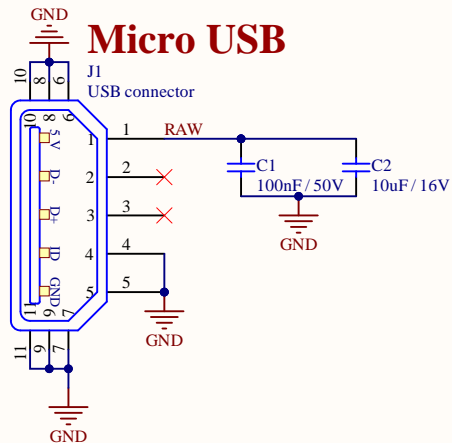 GND
Micro USB
J1
USB connector
10 8 6
10 8 6
5V
D-
D+
ID
GND
1 1 RAW
2 2
3 3
4 4
5 5
C1
100nF / 50V
C2
10uF / 16V
GND
GND
11 9 7
11 6 7
GND